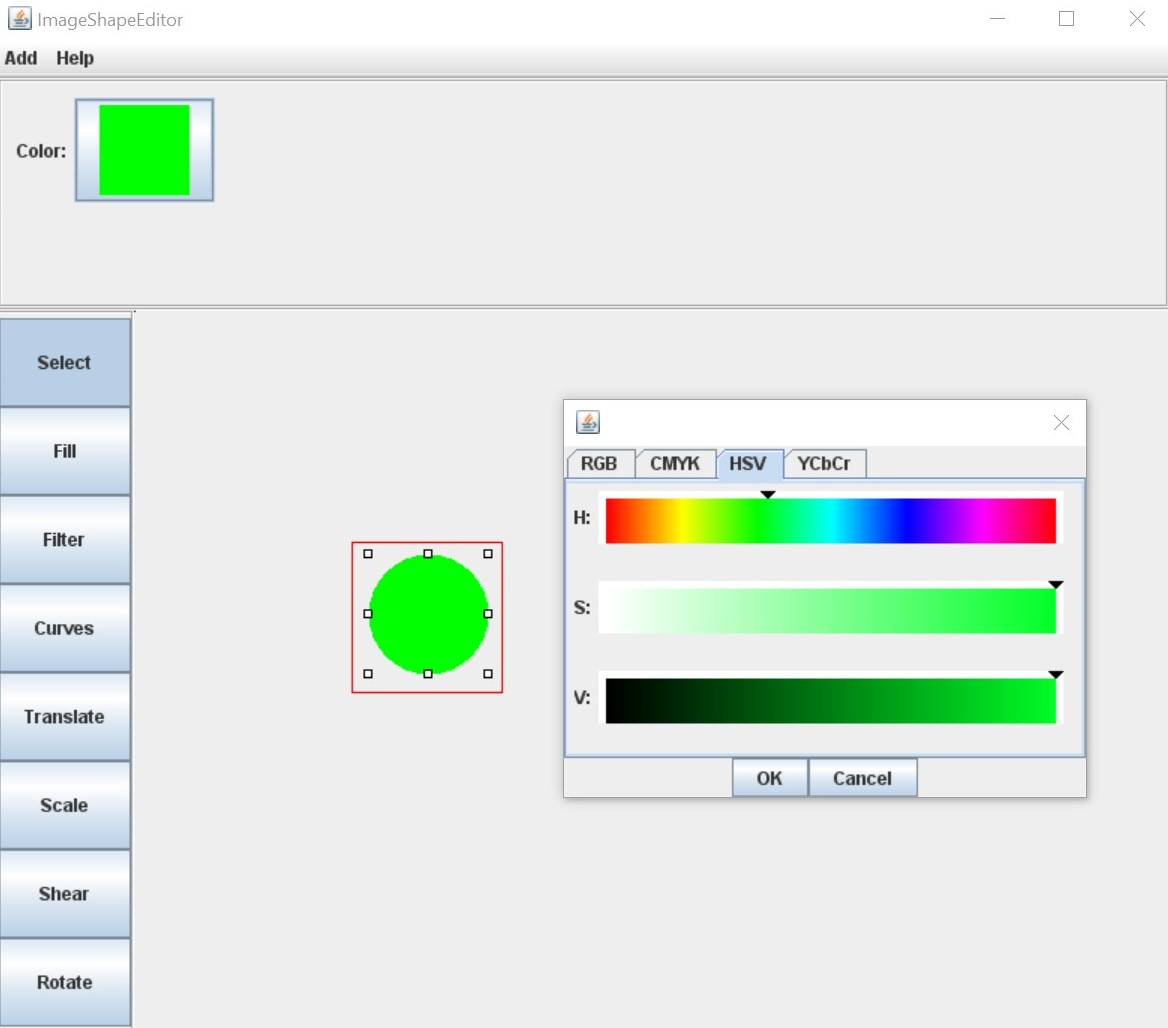 ImageShapeEditor
Add Help
Color:
Select
Fill
Filter
Curves
Translate
Scale
Shear
Rotate
RGB CMYK HSV YCbCr
H:
S:
V:
OK Cancel